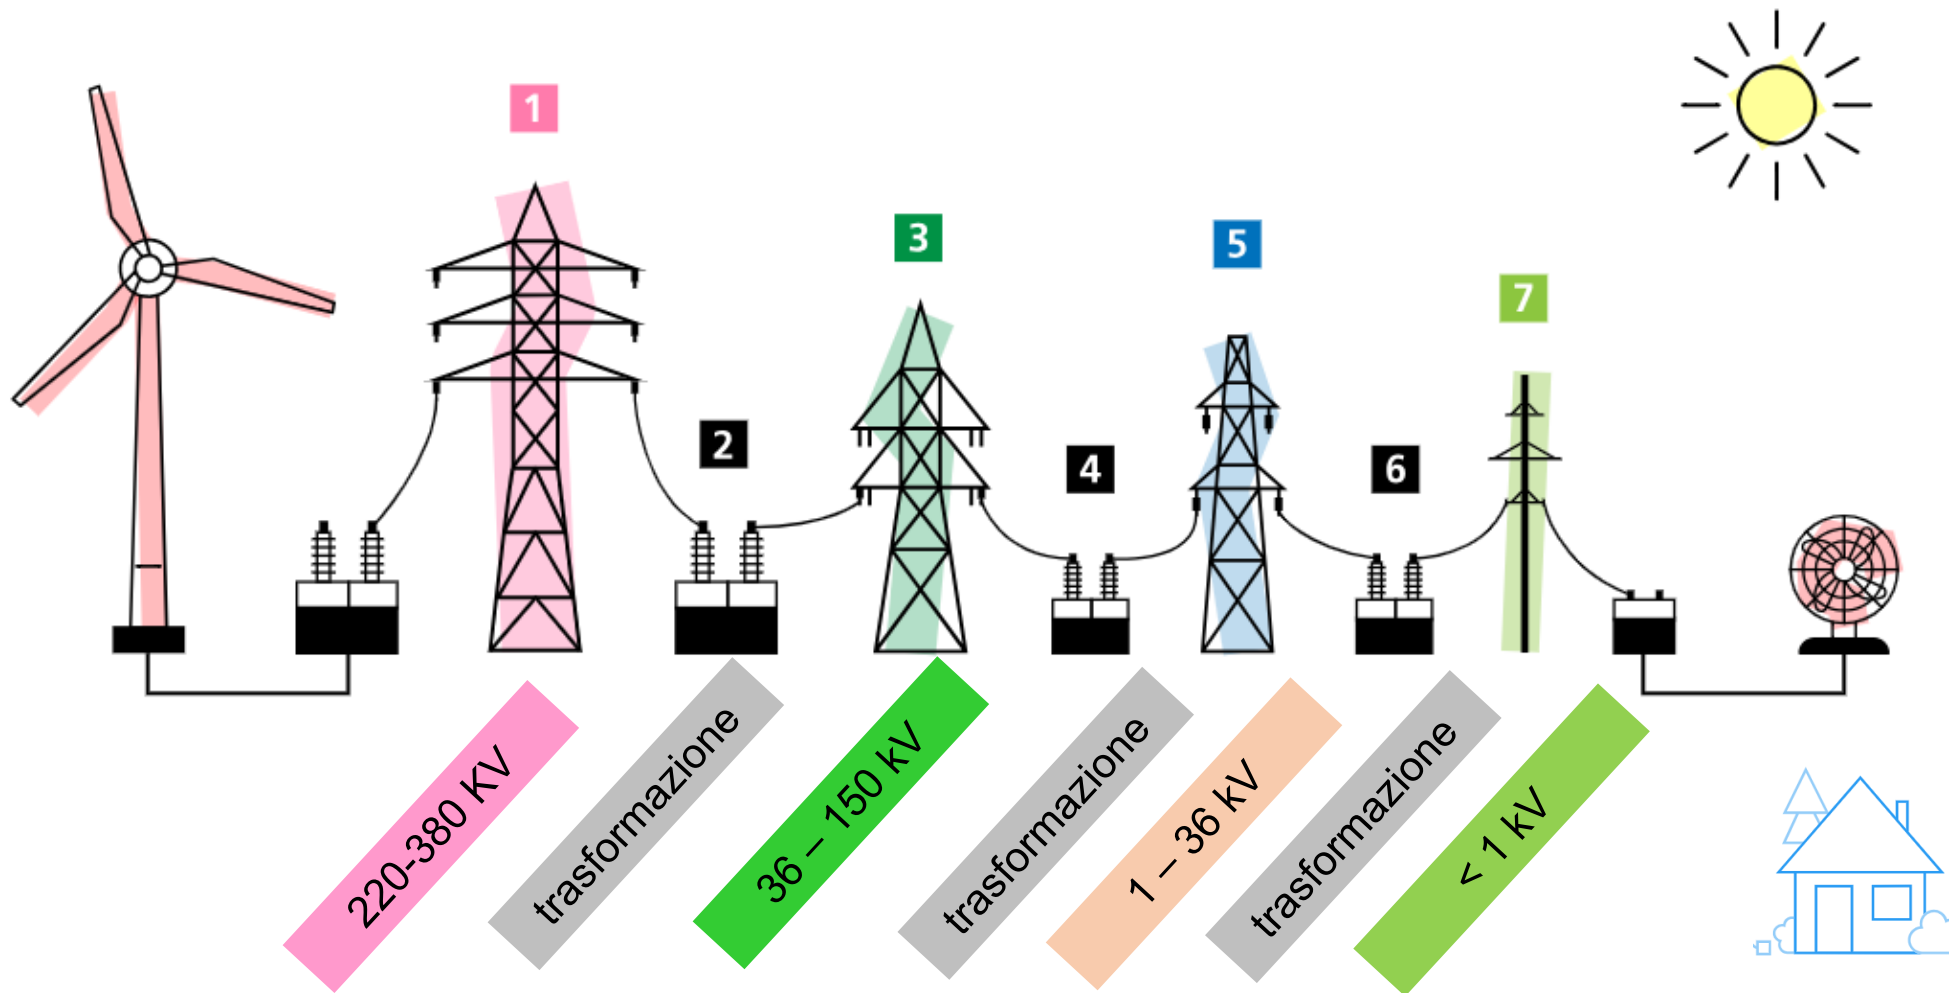 1
2
3
4
5
6
7
220-380 KV
trasformazione
36 – 150 kV
trasformazione
1 – 36 kV
trasformazione
< 1 kV